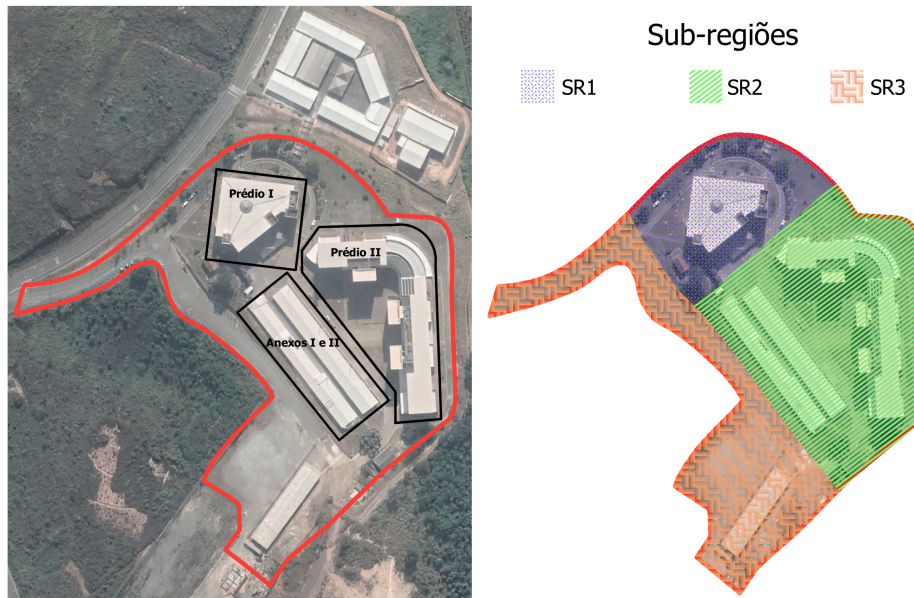 Sub-regiões
SR1
SR2
SR3
Prédio I
Prédio II
Anexos I e II